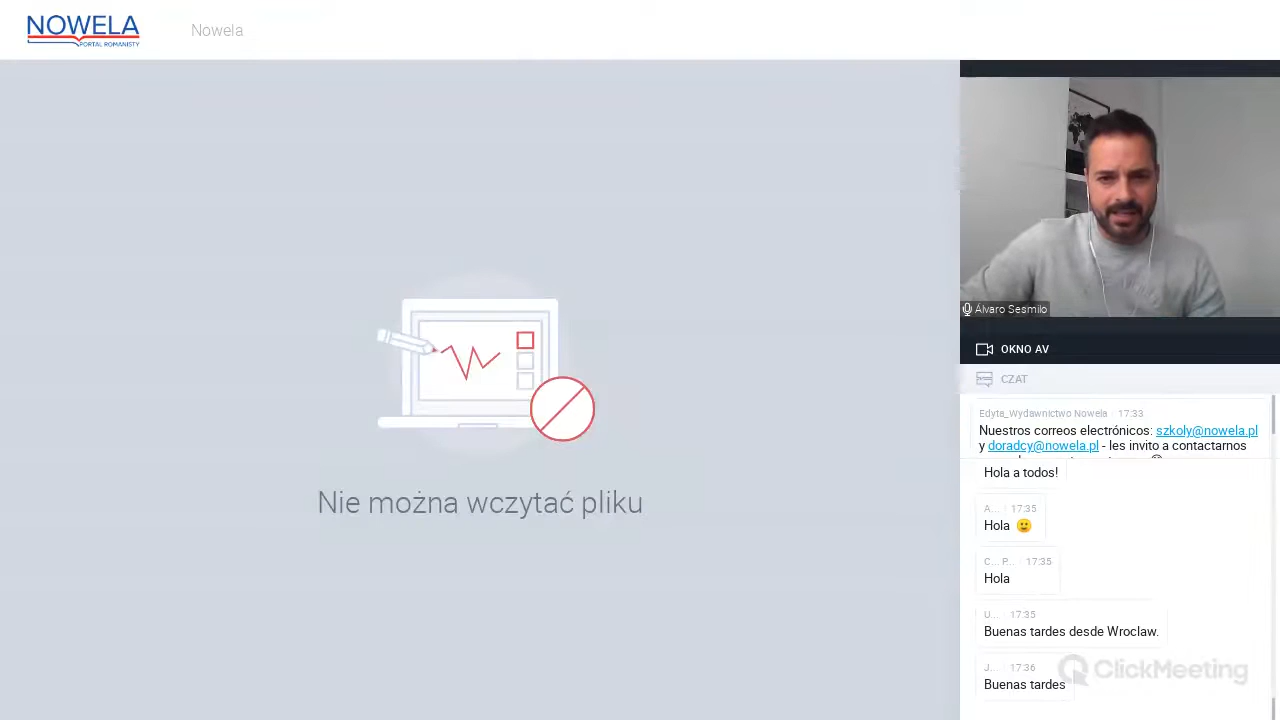 NOWELA
PORTAL ROMANISTY
Nowela
Nie można wczytać pliku
Álvaro Sesmilo
OKNO AV
CZAT
Edyta_Wydawnictwo Nowela 17:33
Nuestros correos electrónicos: szkoly@nowela.pl
y doradcy@nowela.pl - les invito a contactarnos
Hola a todos!
A... 17:35
Hola 🙂
C... P... 17:35
Hola
U... 17:35
Buenas tardes desde Wroclaw.
J... 17:36
Buenas tardes
ClickMeeting